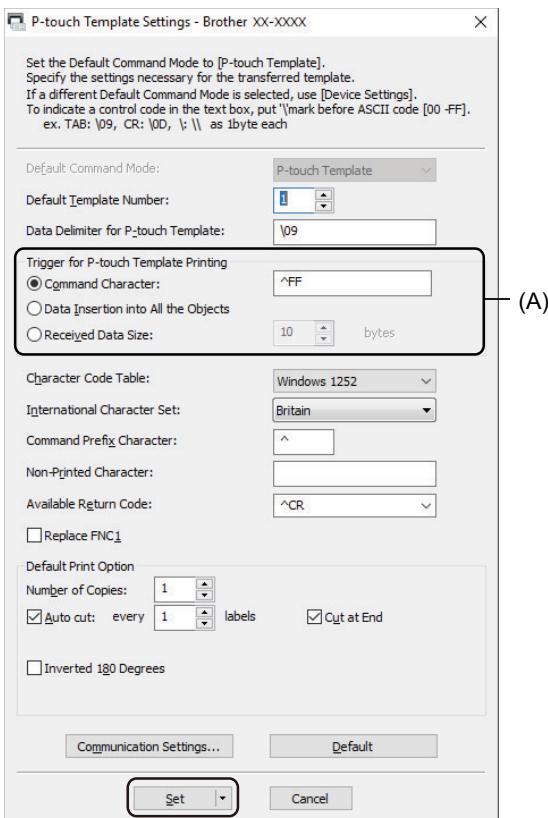 P-touch Template Settings - Brother XX-XXXX
Set the Default Command Mode to [P-touch Template].
Specify the settings necessary for the transferred template.
If a different Default Command Mode is selected, use [Device Settings].
To indicate a control code in the text box, put '\'mark before ASCII code [00 -FF].
ex. TAB: \09, CR: \0D, \: \\ as 1byte each
Default Command Mode: P-touch Template
Default Template Number: 1
Data Delimiter for P-touch Template: \09
Trigger for P-touch Template Printing
Command Character: ^FF
(A)
Data Insertion into All the Objects
Received Data Size: 10 bytes
Character Code Table: Windows 1252
International Character Set: Britain
Command Prefix Character: ^
Non-Printed Character:
Available Return Code: ^CR
Replace FNC1
Default Print Option
Number of Copies: 1
Auto cut: every 1 labels Cut at End
Inverted 180 Degrees
Communication Settings... Default
Set Cancel